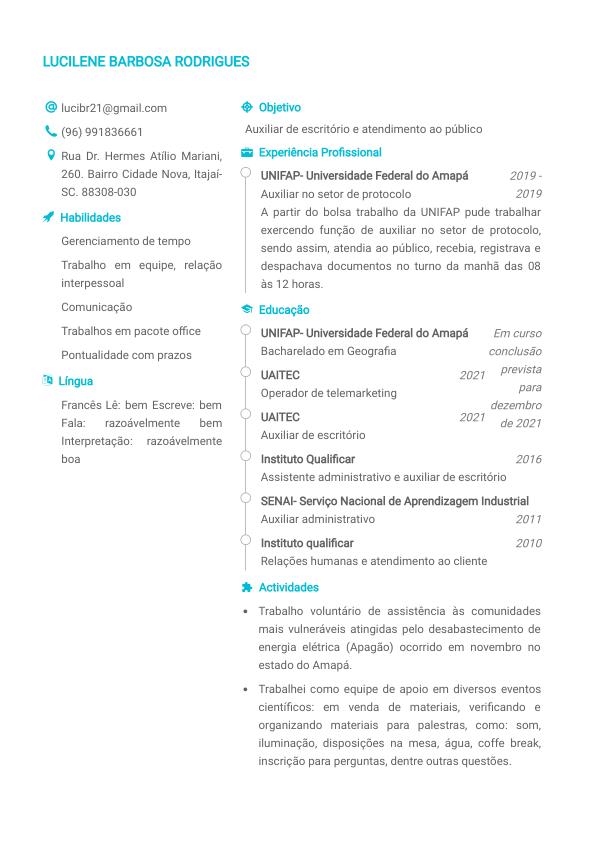 LUCILENE BARBOSA RODRIGUES
lucibr21@gmail.com
(96) 991836661
Rua Dr. Hermes Atílio Mariani,
260. Bairro Cidade Nova, Itajaí-
SC. 88308-030
Habilidades
Gerenciamento de tempo
Trabalho em equipe, relação
interpessoal
Comunicação
Trabalhos em pacote office
Pontualidade com prazos
Língua
Francês Lê: bem Escreve: bem
Fala: razoávelmente bem
Interpretação: razoávelmente
boa
Objetivo
Auxiliar de escritório e atendimento ao público
Experiência Profissional
UNIFAP- Universidade Federal do Amapá 2019 -
Auxiliar no setor de protocolo 2019
A partir do bolsa trabalho da UNIFAP pude trabalhar
exercendo função de auxiliar no setor de protocolo,
sendo assim, atendia ao público, recebia, registrava e
despachava documentos no turno da manhã das 08
às 12 horas.
Educação
UNIFAP- Universidade Federal do Amapá Em curso
Bacharelado em Geografia conclusão
prevista
UAITEC 2021
Operador de telemarketing para
dezembro
UAITEC 2021 de 2021
Auxiliar de escritório
Instituto Qualificar 2016
Assistente administrativo e auxiliar de escritório
SENAI- Serviço Nacional de Aprendizagem Industrial
Auxiliar administrativo 2011
Instituto qualificar 2010
Relações humanas e atendimento ao cliente
Actividades
• Trabalho voluntário de assistência às comunidades
mais vulneráveis atingidas pelo desabastecimento de
energia elétrica (Apagão) ocorrido em novembro no
estado do Amapá.
• Trabalhei como equipe de apoio em diversos eventos
científicos: em venda de materiais, verificando e
organizando materiais para palestras, como: som,
iluminação, disposições na mesa, água, coffe break,
inscrição para perguntas, dentre outras questões.